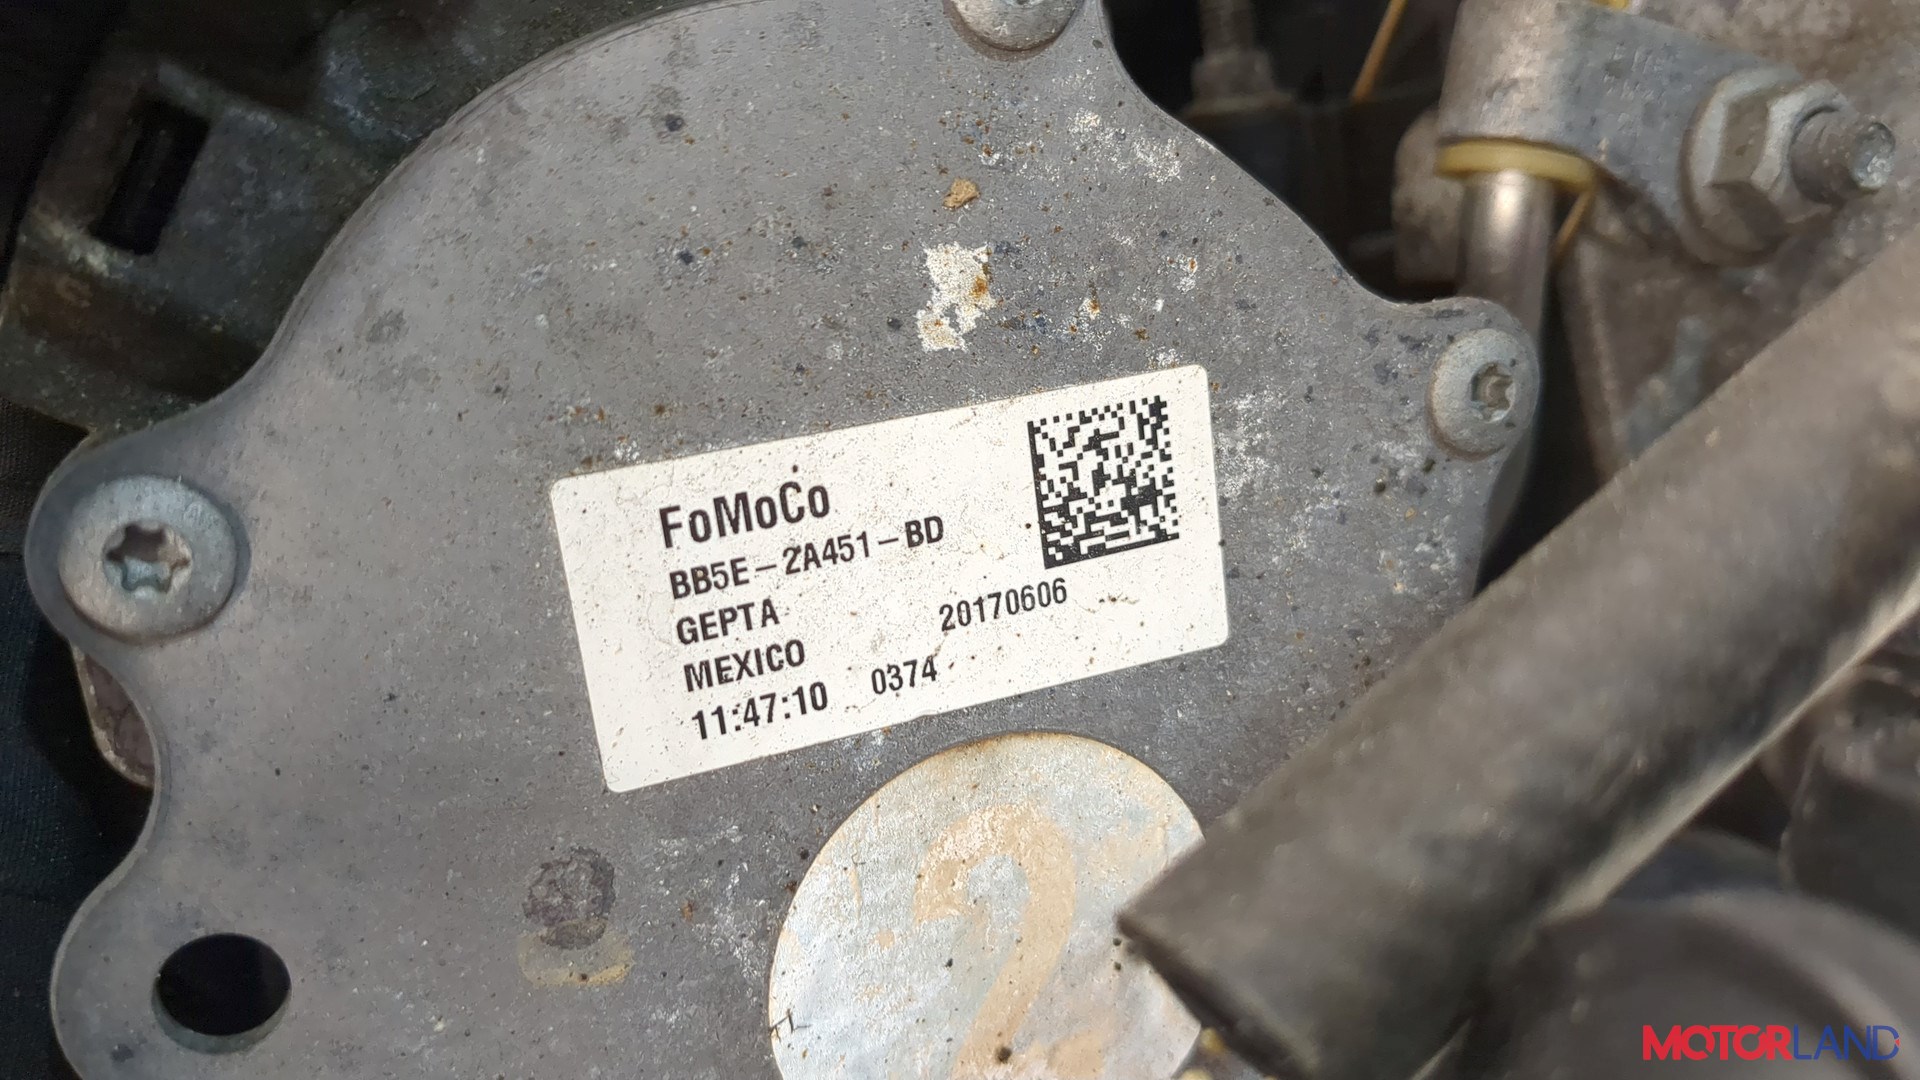 FoMoCo
BB5E-2A451-BD
GEPTA
MEXICO 20170606
11:47:10 0374
2
MOTORLAND